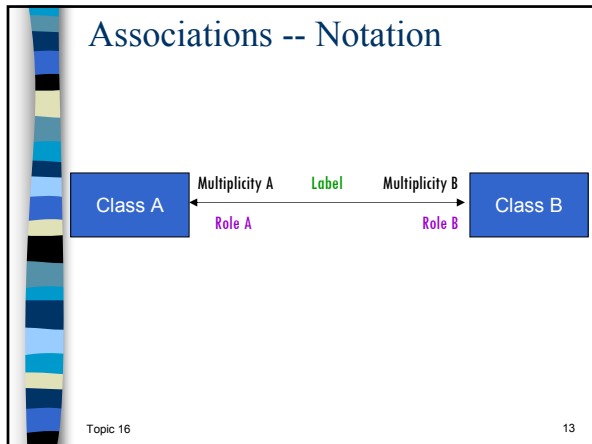 Associations -- Notation
Multiplicity A Label Multiplicity B
Class A Class B
Role A Role B
Topic 16 13